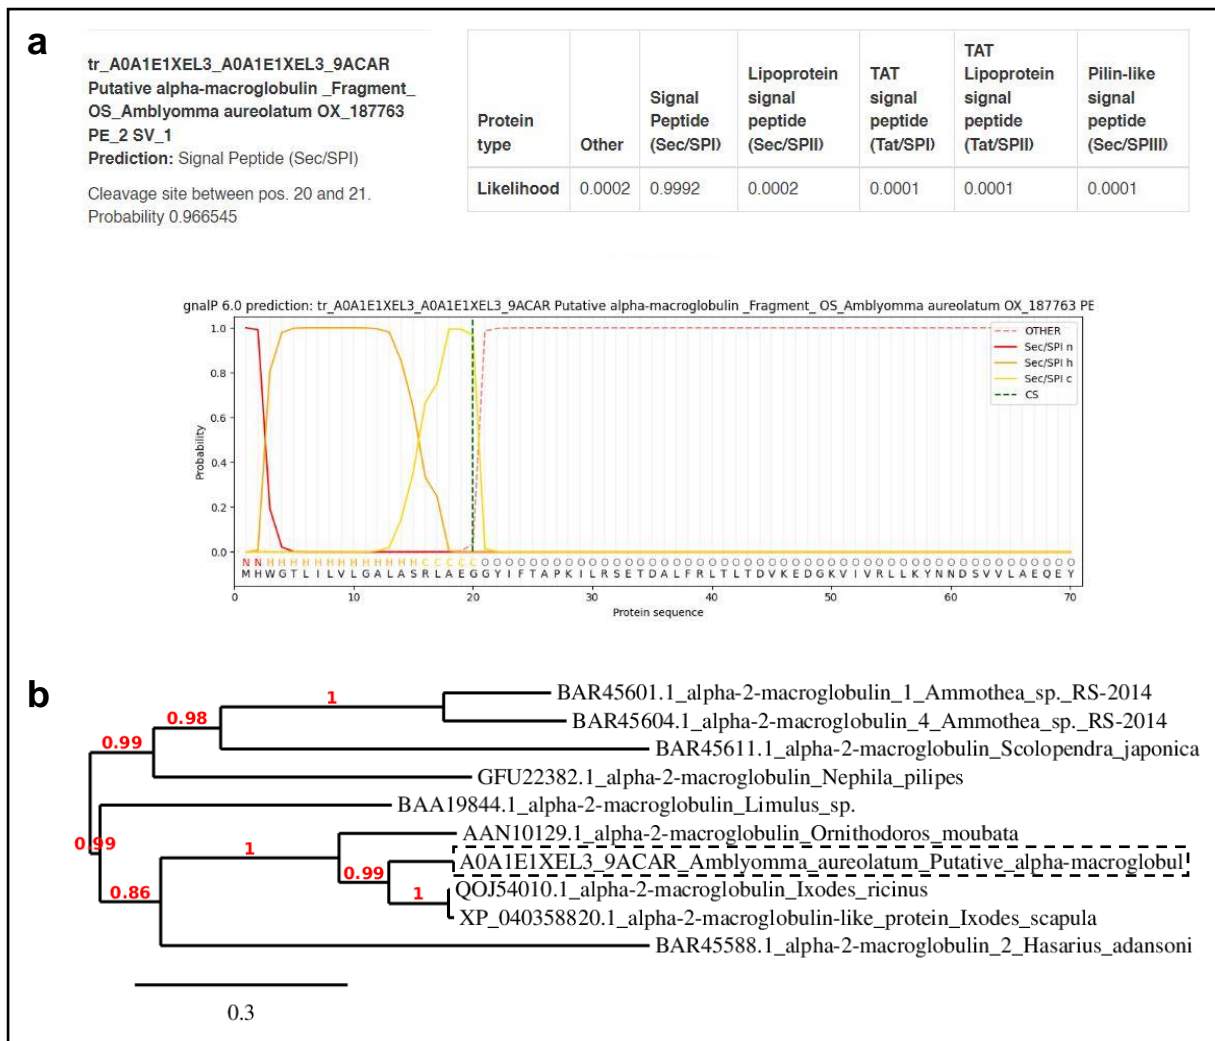 a
tr_A0A1E1XEL3_A0A1E1XEL3_9ACAR
Putative alpha-macroglobulin _Fragment_
OS_Amblyomma aureolatum OX_187763
PE_2 SV_1
Prediction: Signal Peptide (Sec/SPI)
Cleavage site between pos. 20 and 21.
Probability 0.966545
Protein type Other Signal Peptide (Sec/SPI) Lipoprotein signal peptide (Sec/SPII) TAT signal peptide (Tat/SPI) TAT Lipoprotein signal peptide (Tat/SPII) Pilin-like signal peptide (Sec/SPIII)
Likelihood 0.0002 0.9992 0.0002 0.0001 0.0001 0.0001
gnalP 6.0 prediction: tr_A0A1E1XEL3_A0A1E1XEL3_9ACAR Putative alpha-macroglobulin _Fragment_ OS_Amblyomma aureolatum OX_187763 PE
1.0
0.8
0.6
0.4
0.2
0.0
Probability
OTHER
Sec/SPI n
Sec/SPI h
Sec/SPI c
CS
N N H H H H H H H H H H H H H C C C C C O O O O O O O O O O O O O O O O O O O O O O O O O O O O O O O O O O O O O O O O O O O O O O O O O O
M H W G T L I L V L G A L A S R L A E G G Y I F T A P K I L R S E T D A L F R L T L T D V K E D G K V I V R L L K Y N N D S V V L A E Q E Y
0 10 20 30 40 50 60 70
Protein sequence
b
BAR45601.1_alpha-2-macroglobulin_1_Ammothea_sp._RS-2014
1
BAR45604.1_alpha-2-macroglobulin_4_Ammothea_sp._RS-2014
0.98
BAR45611.1_alpha-2-macroglobulin_Scolopendra_japonica
0.99
GFU22382.1_alpha-2-macroglobulin_Nephila_pilipes
BAA19844.1_alpha-2-macroglobulin_Limulus_sp.
AAN10129.1_alpha-2-macroglobulin_Ornithodoros_moubata
0.99
1
A0A1E1XEL3_9ACAR_Amblyomma_aureolatum_Putative_alpha-macroglobul
0.99
QOJ54010.1_alpha-2-macroglobulin_Ixodes_ricinus
0.86
1
XP_040358820.1_alpha-2-macroglobulin-like_protein_Ixodes_scapula
BAR45588.1_alpha-2-macroglobulin_2_Hasarius_adansoni
0.3